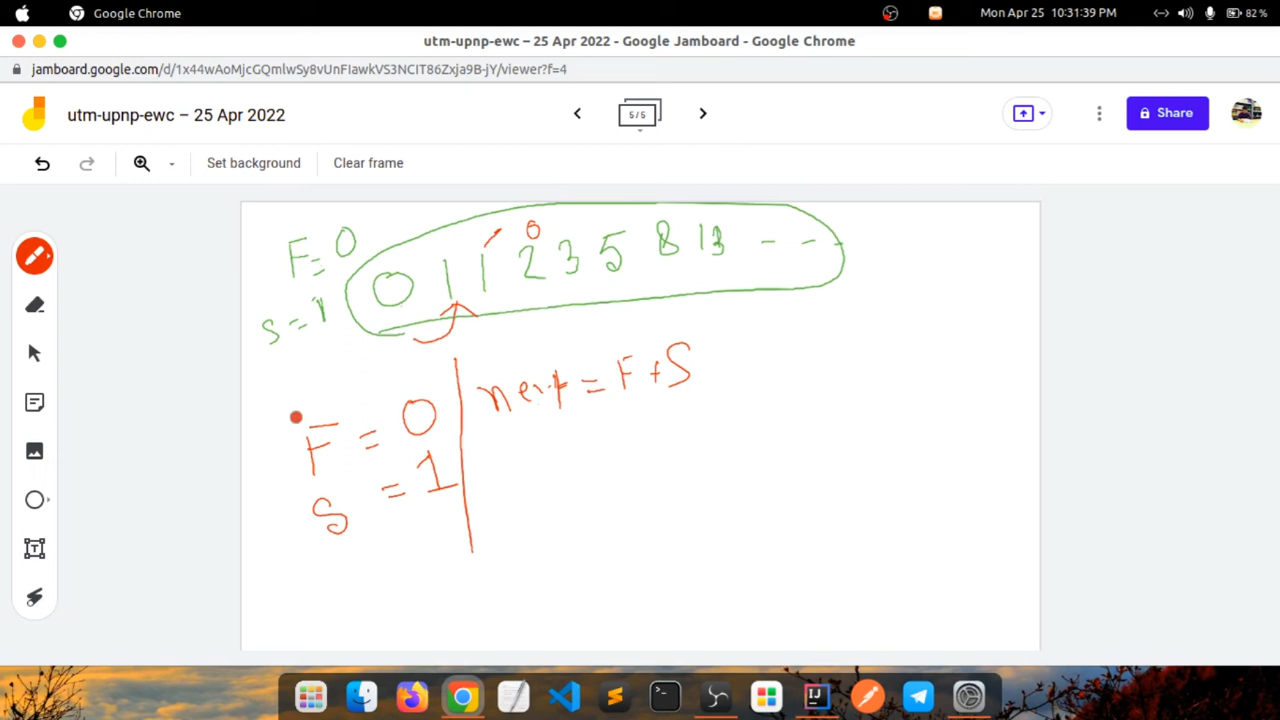 Google Chrome
Mon Apr 25 10:31:39 PM
82 %
utm-upnp-ewc – 25 Apr 2022 - Google Jamboard - Google Chrome
jamboard.google.com/d/1x44wAoMjcGQmlwSy8vUnFIawkVS3NCIT86Zxja9B-jY/viewer?f=4
utm-upnp-ewc – 25 Apr 2022
5 / 5
Share
Set background
Clear frame
F = 0
0 1 1 2 3 5 8 13 - - -
0
S = 1
next = F + S
F = 0
S = 1